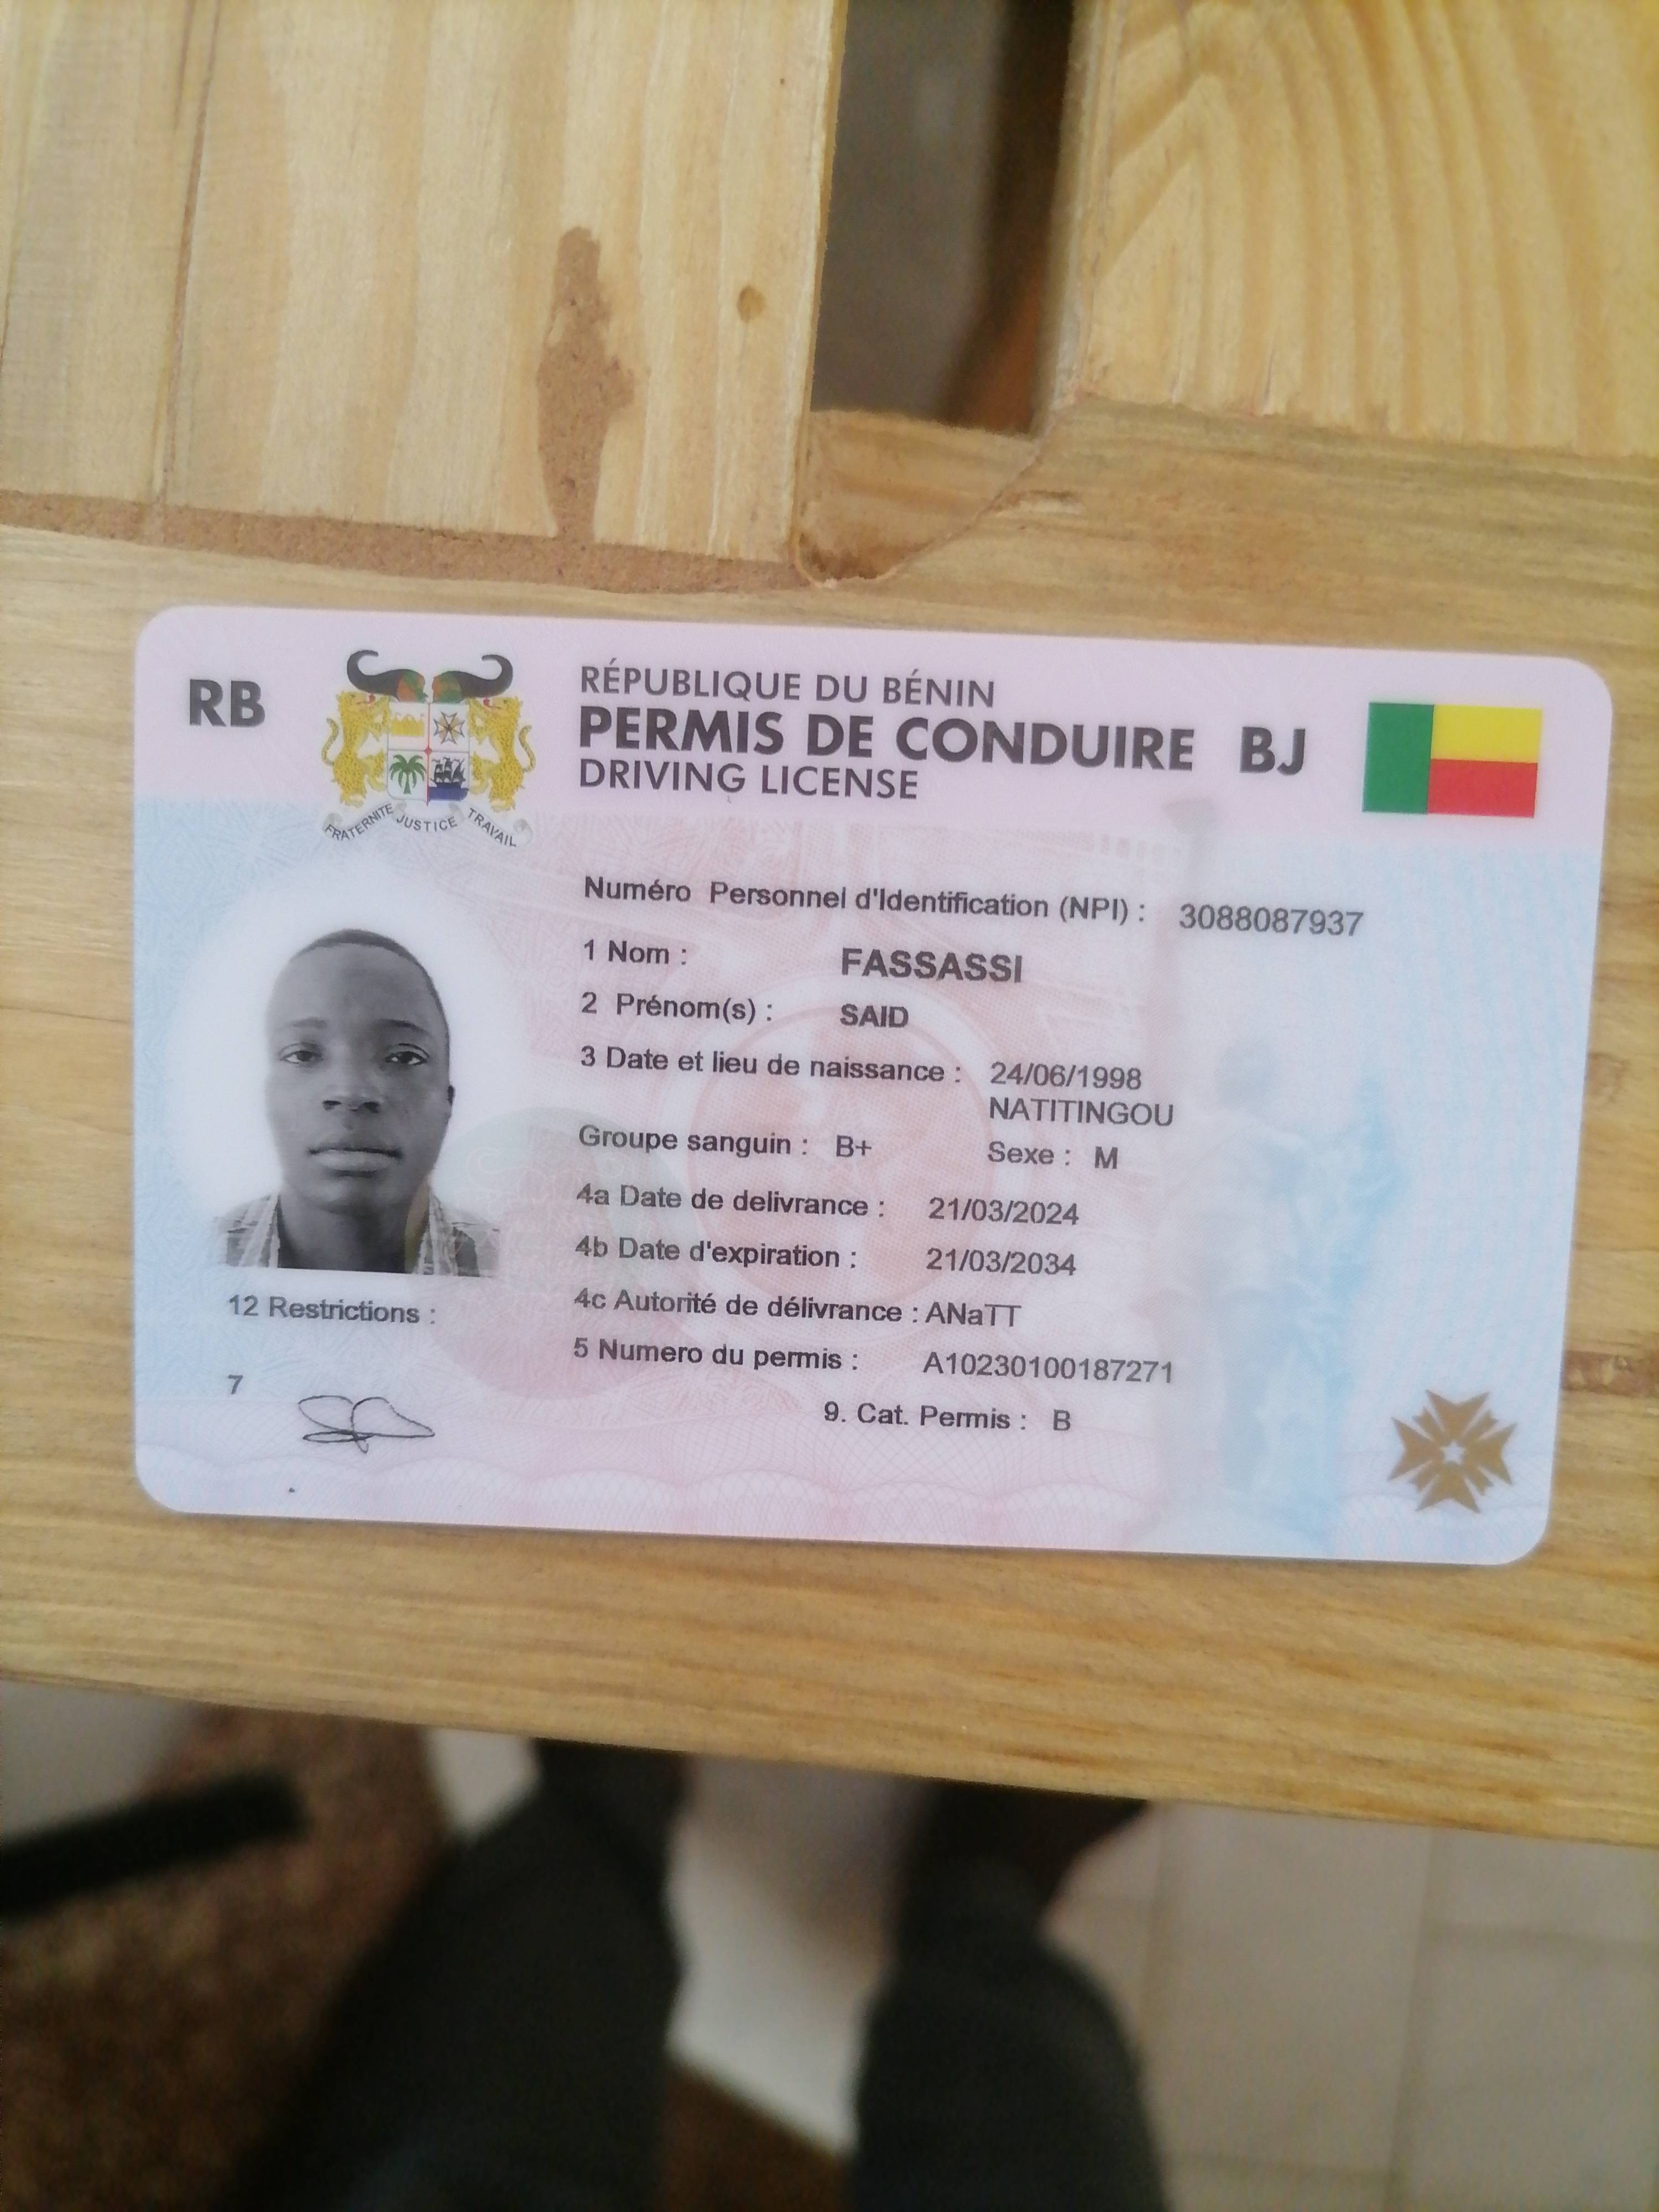 RB
FRATERNITE JUSTICE TRAVAIL
RÉPUBLIQUE DU BÉNIN
PERMIS DE CONDUIRE BJ
DRIVING LICENSE
Numéro Personnel d'Identification (NPI) : 3088087937
1 Nom : FASSASSI
2 Prénom(s) : SAID
3 Date et lieu de naissance : 24/06/1998
NATITINGOU
Groupe sanguin : B+ Sexe : M
4a Date de delivrance : 21/03/2024
4b Date d'expiration : 21/03/2034
4c Autorité de délivrance : ANaTT
5 Numero du permis : A10230100187271
9. Cat. Permis : B
12 Restrictions :
7